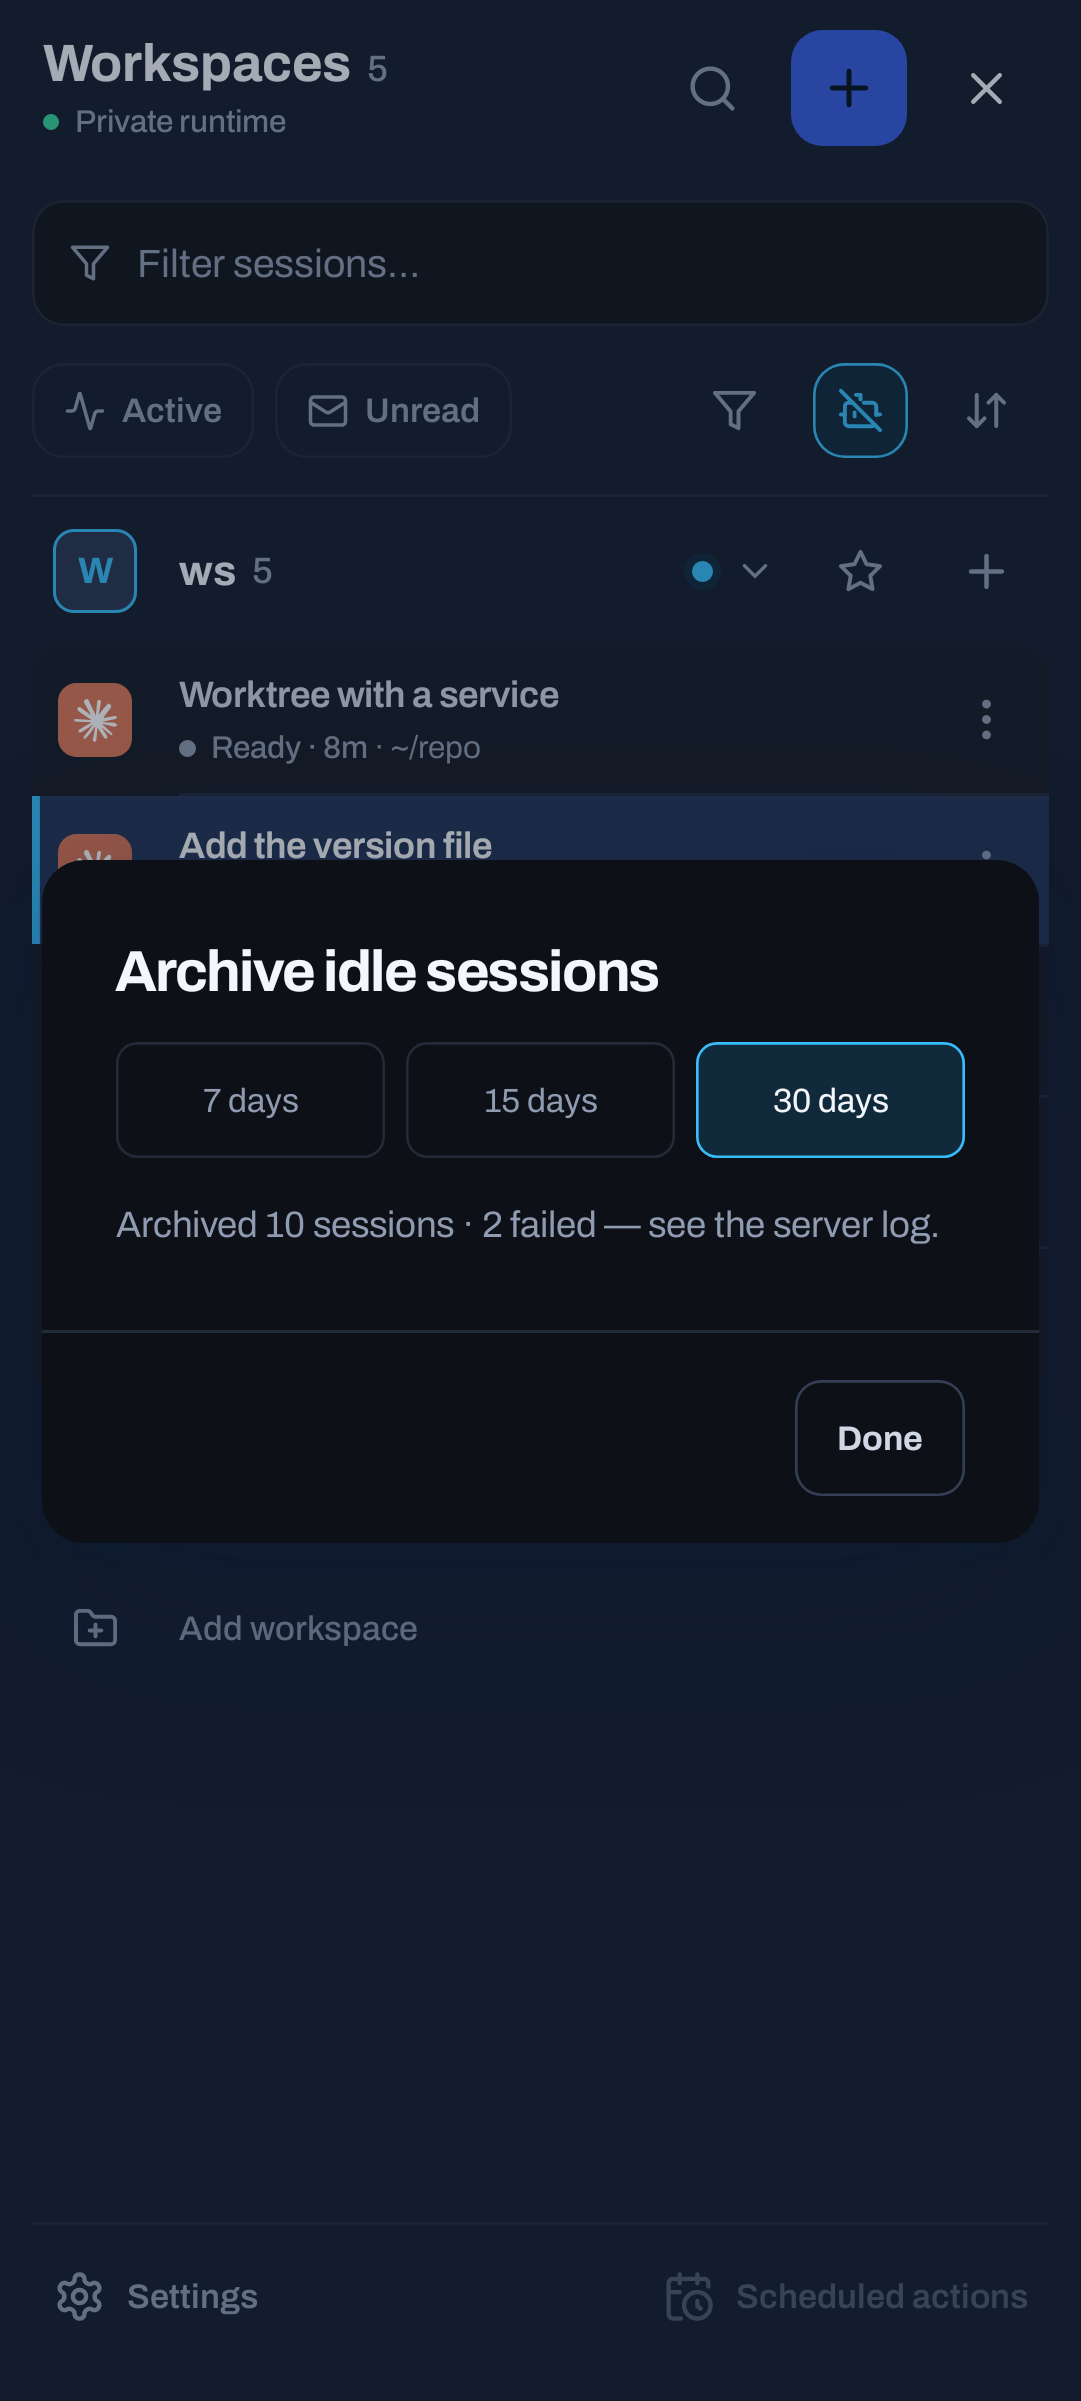 Workspaces 5
Private runtime
Filter sessions...
Active
Unread
W
ws 5
Worktree with a service
Ready · 8m · ~/repo
Add the version file
Archive idle sessions
7 days
15 days
30 days
Archived 10 sessions · 2 failed — see the server log.
Done
Add workspace
Settings
Scheduled actions